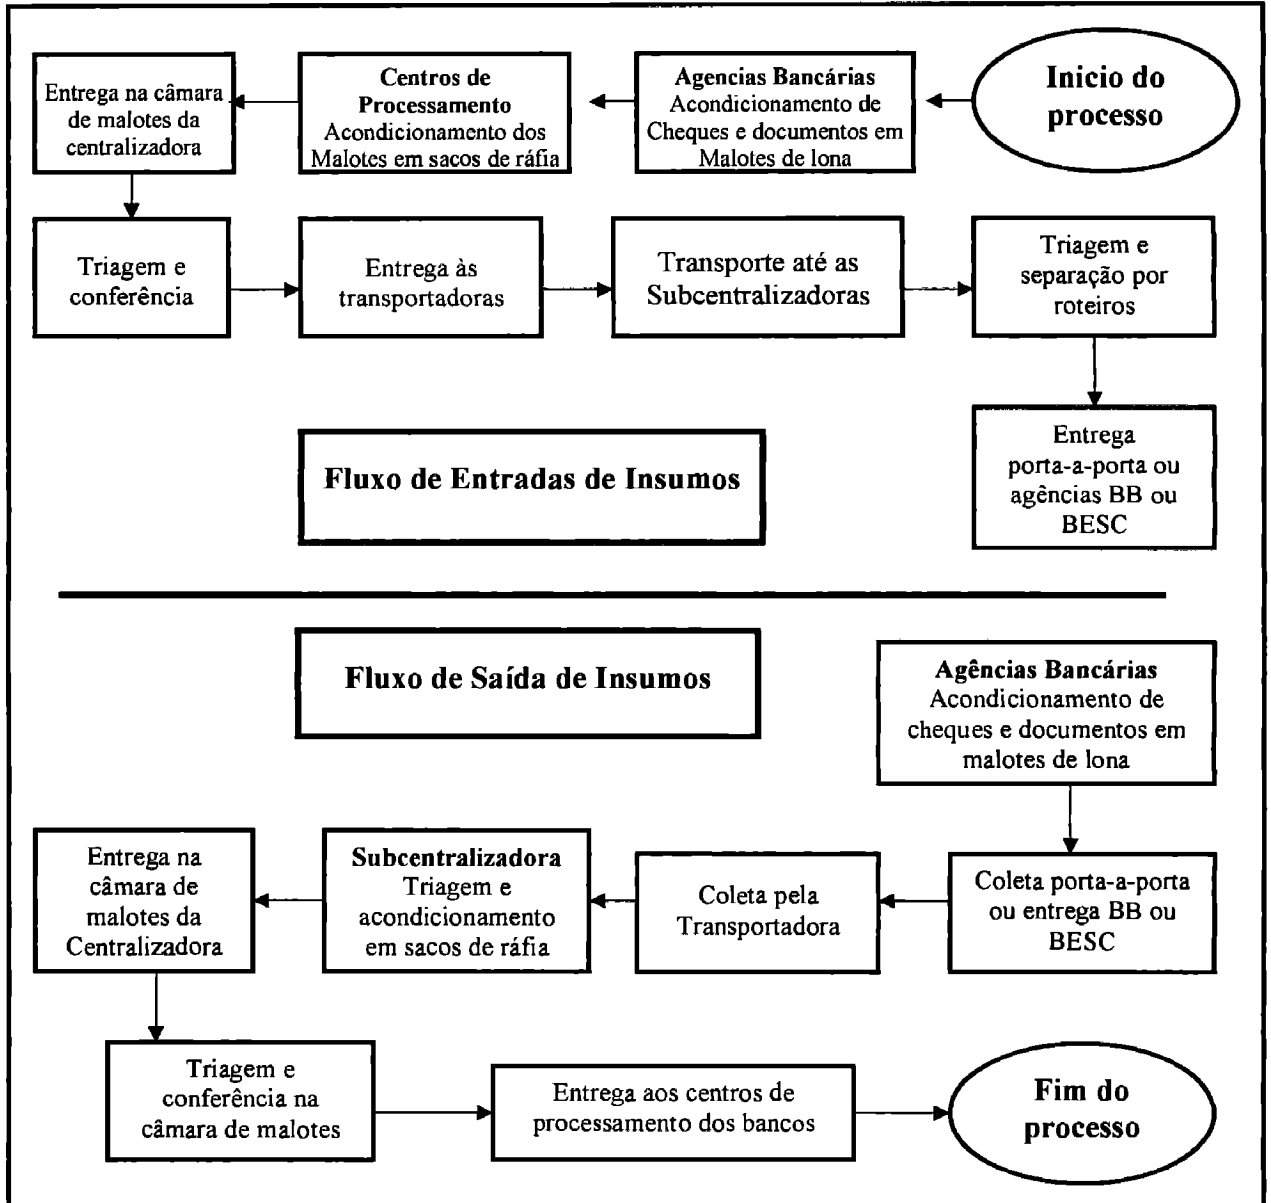 Inicio do
processo
Agencias Bancárias
Acondicionamento de
Cheques e documentos em
Malotes de lona
Centros de
Processamento
Acondicionamento dos
Malotes em sacos de ráfia
Entrega na câmara
de malotes da
centralizadora
Triagem e
conferência
Entrega às
transportadoras
Transporte até as
Subcentralizadoras
Triagem e
separação por
roteiros
Entrega
porta-a-porta ou
agências BB ou
BESC
Fluxo de Entradas de Insumos
Fluxo de Saída de Insumos
Agências Bancárias
Acondicionamento de
cheques e documentos em
malotes de lona
Coleta porta-a-porta
ou entrega BB ou
BESC
Coleta pela
Transportadora
Subcentralizadora
Triagem e
acondicionamento
em sacos de ráfia
Entrega na
câmara de
malotes da
Centralizadora
Triagem e
conferência na
câmara de malotes
Entrega aos centros de
processamento dos bancos
Fim do
processo